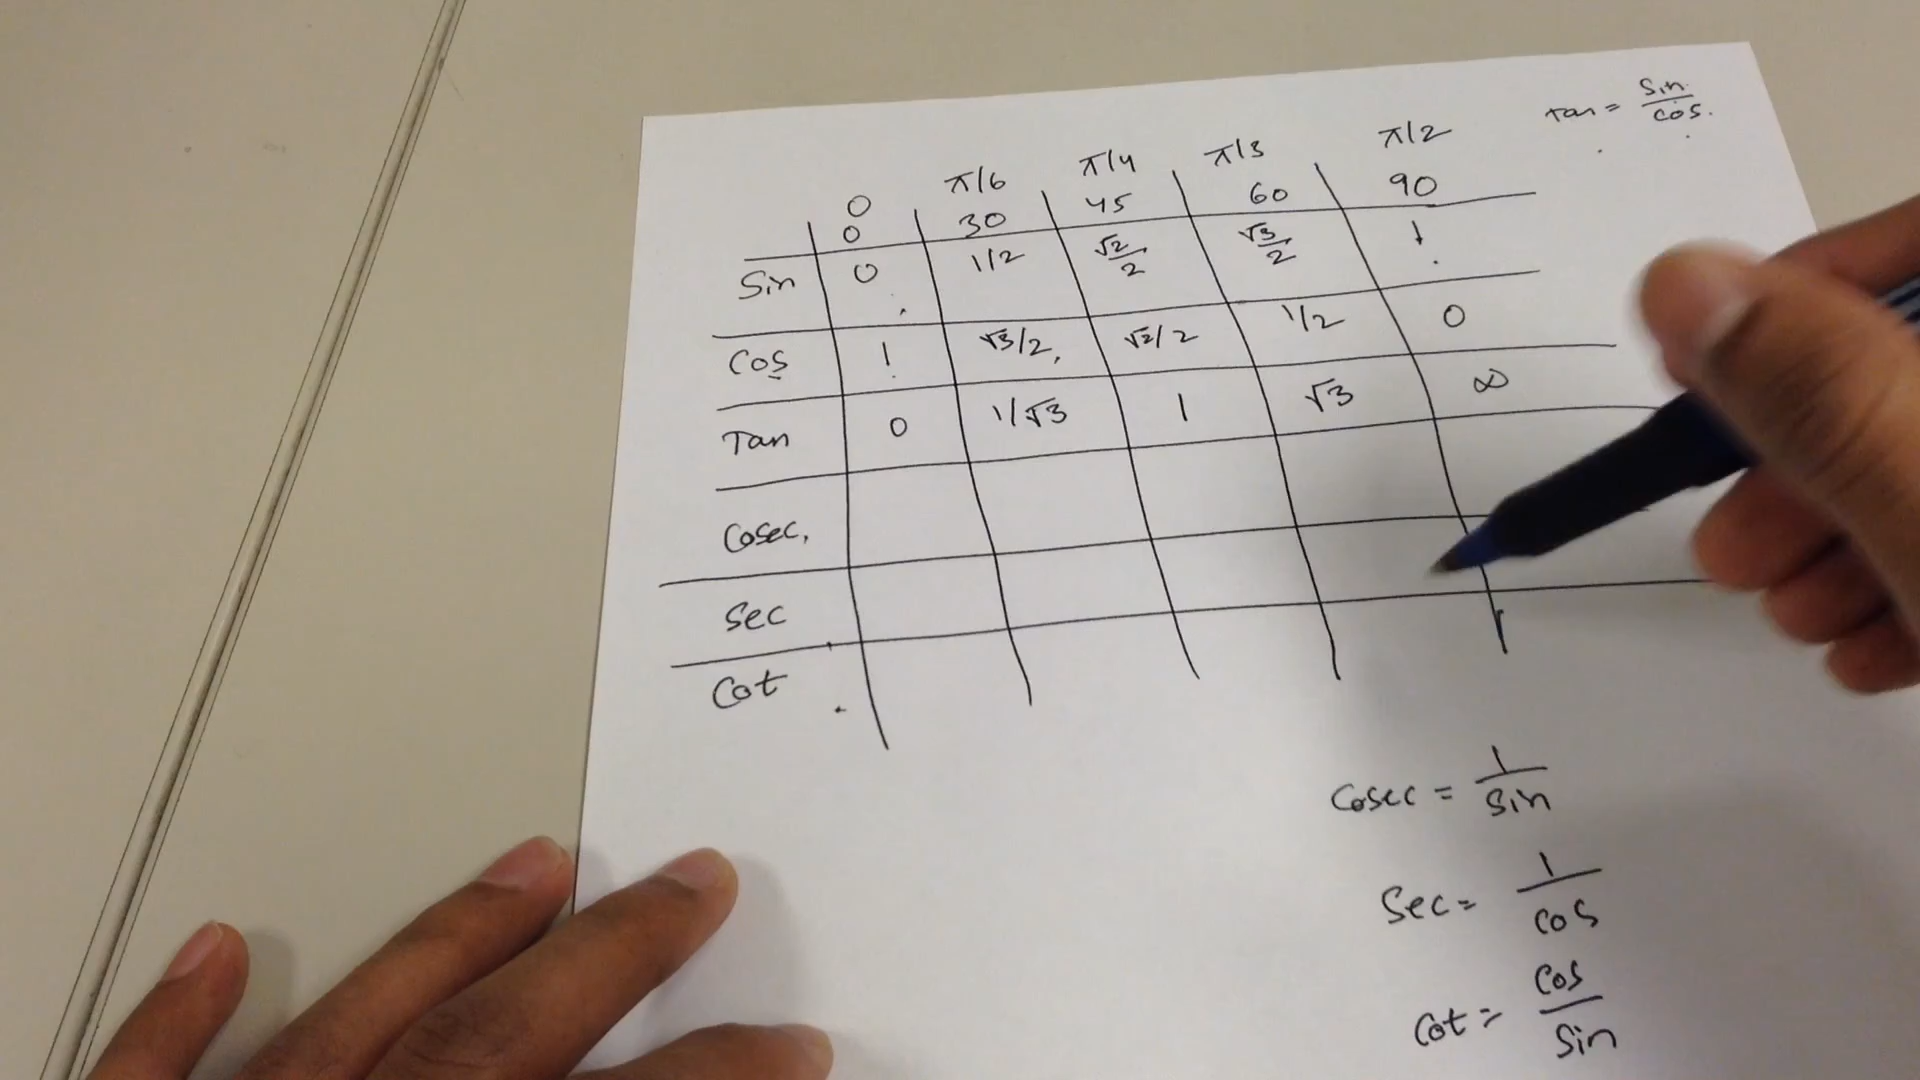 Tan = Sin/Cos.
0 π/6 π/4 π/3 π/2
0 30 45 60 90
Sin 0 1/2 √2/2 √3/2 1
Cos 1 √3/2 √2/2 1/2 0
Tan 0 1/√3 1 √3 ∞
Cosec.
Sec
Cot
Cosec = 1/Sin
Sec = 1/Cos
Cot = Cos/Sin